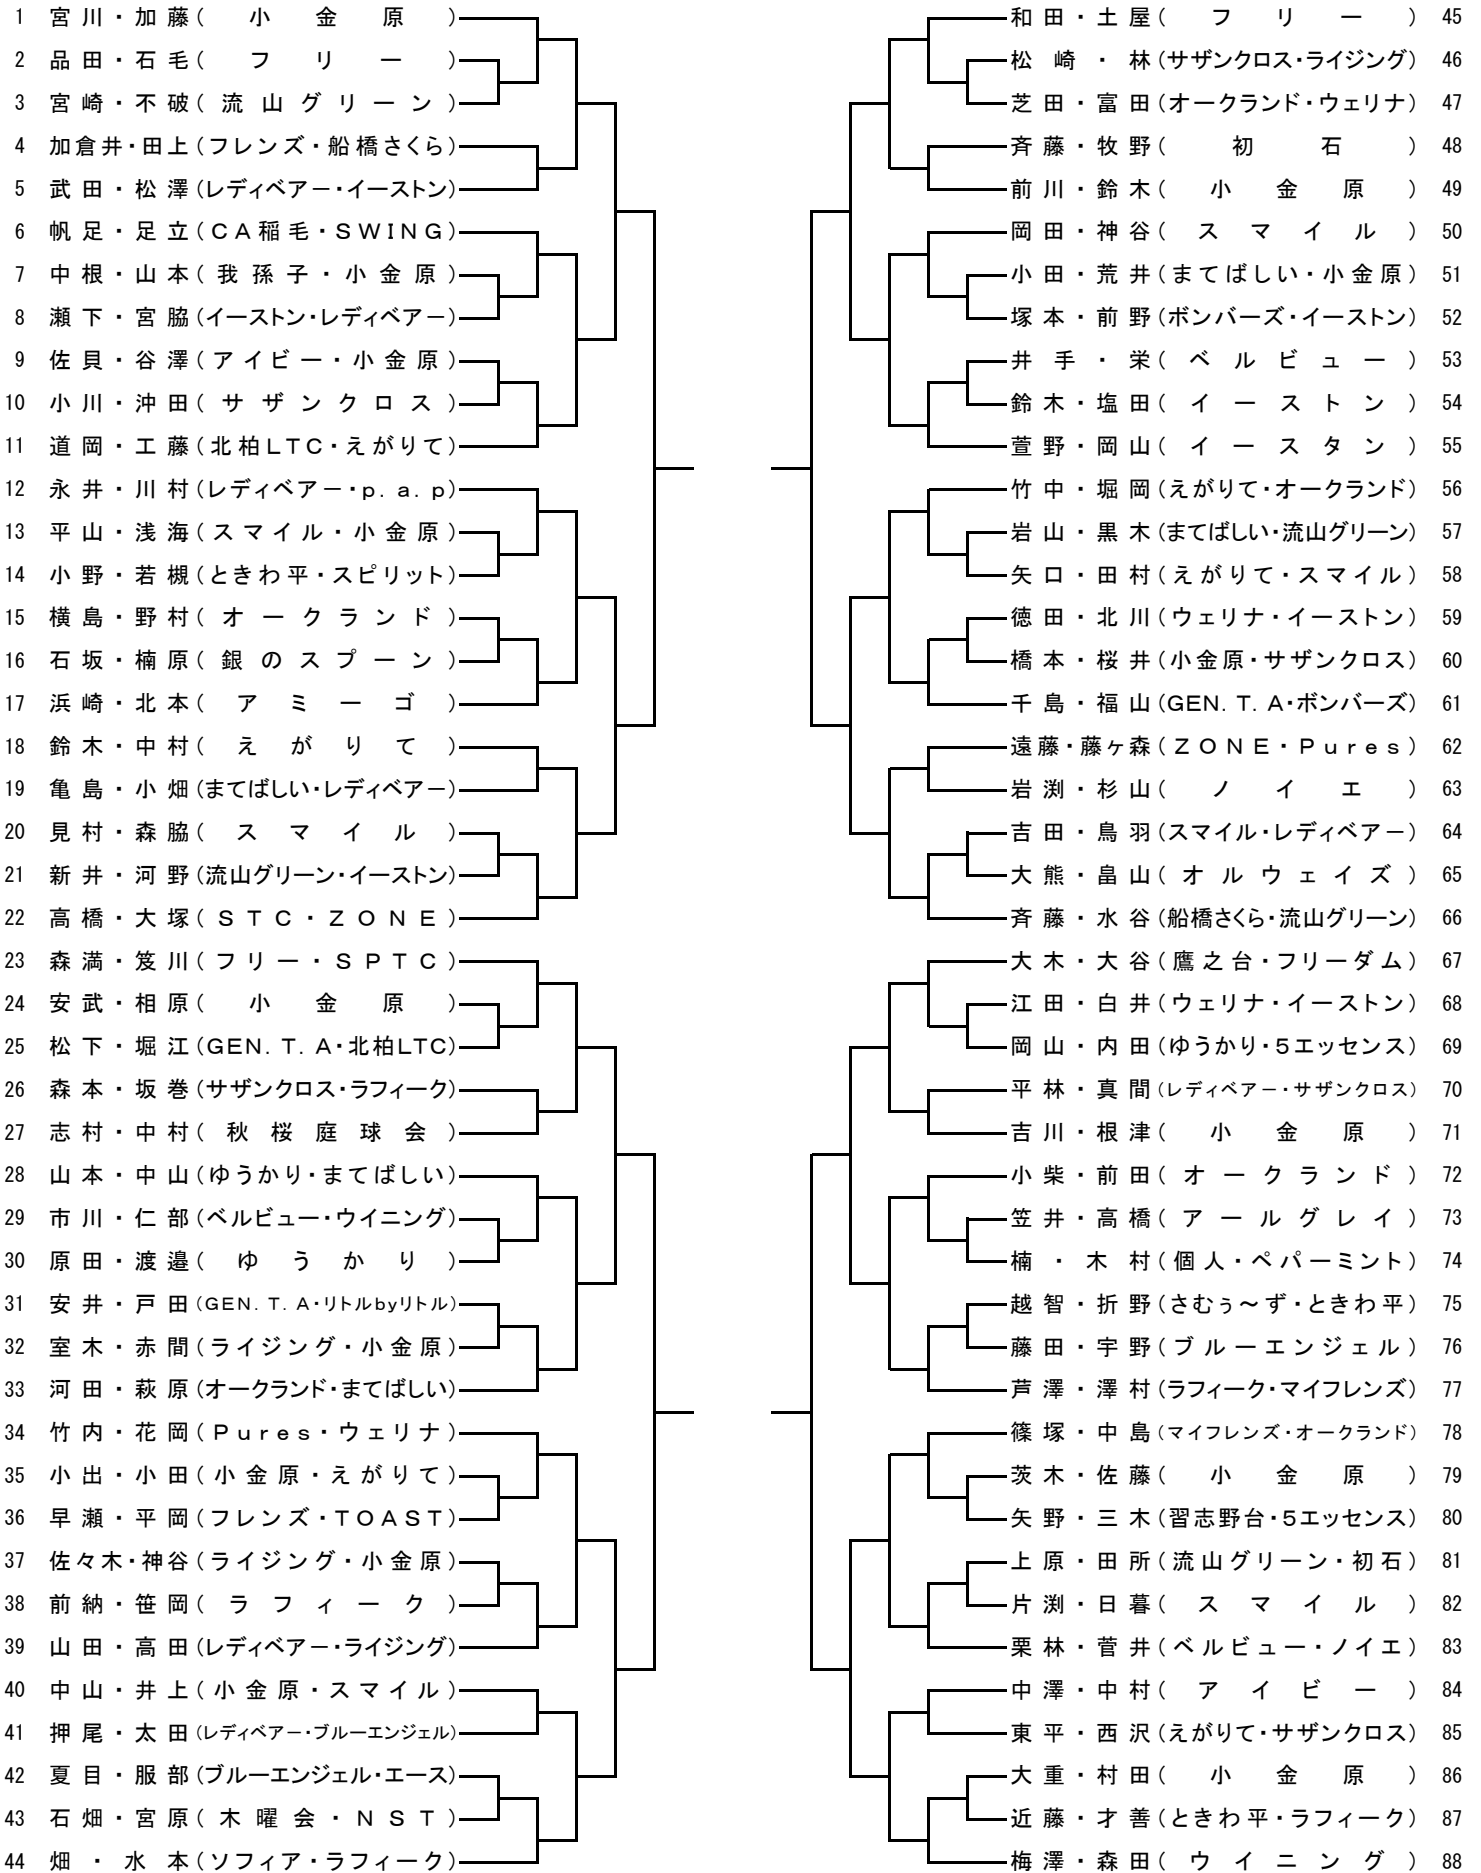 1 宮川・加藤(小金原)
2 品田・石毛(フリー)
3 宮崎・不破(流山グリーン)
4 加倉井・田上(フレンズ・船橋さくら)
5 武田・松澤(レディベアー・イーストン)
6 帆足・足立(CA稲毛・SWING)
7 中根・山本(我孫子・小金原)
8 瀬下・宮脇(イーストン・レディベアー)
9 佐貝・谷澤(アイビー・小金原)
10 小川・沖田(サザンクロス)
11 道岡・工藤(北柏LTC・えがりて)
12 永井・川村(レディベアー・p.a.p)
13 平山・浅海(スマイル・小金原)
14 小野・若槻(ときわ平・スピリット)
15 横島・野村(オークランド)
16 石坂・楠原(銀のスプーン)
17 浜崎・北本(アミーゴ)
18 鈴木・中村(えがりて)
19 亀島・小畑(まてばしい・レディベアー)
20 見村・森脇(スマイル)
21 新井・河野(流山グリーン・イーストン)
22 高橋・大塚(STC・ZONE)
23 森満・笈川(フリー・SPTC)
24 安武・相原(小金原)
25 松下・堀江(GEN.T.A・北柏LTC)
26 森本・坂巻(サザンクロス・ラフィーク)
27 志村・中村(秋桜庭球会)
28 山本・中山(ゆうかり・まてばしい)
29 市川・仁部(ベルビュー・ウイニング)
30 原田・渡邉(ゆうかり)
31 安井・戸田(GEN.T.A・リトルbyリトル)
32 室木・赤間(ライジング・小金原)
33 河田・萩原(オークランド・まてばしい)
34 竹内・花岡(Pures・ウェリナ)
35 小出・小田(小金原・えがりて)
36 早瀬・平岡(フレンズ・TOAST)
37 佐々木・神谷(ライジング・小金原)
38 前納・笹岡(ラフィーク)
39 山田・高田(レディベアー・ライジング)
40 中山・井上(小金原・スマイル)
41 押尾・太田(レディベアー・ブルーエンジェル)
42 夏目・服部(ブルーエンジェル・エース)
43 石畑・宮原(木曜会・NST)
44 畑・水本(ソフィア・ラフィーク)
和田・土屋(フリー) 45
松崎・林(サザンクロス・ライジング) 46
芝田・富田(オークランド・ウェリナ) 47
斉藤・牧野(初石) 48
前川・鈴木(小金原) 49
岡田・神谷(スマイル) 50
小田・荒井(まてばしい・小金原) 51
塚本・前野(ボンバーズ・イーストン) 52
井手・栄(ベルビュー) 53
鈴木・塩田(イーストン) 54
萱野・岡山(イースタン) 55
竹中・堀岡(えがりて・オークランド) 56
岩山・黒木(まてばしい・流山グリーン) 57
矢口・田村(えがりて・スマイル) 58
徳田・北川(ウェリナ・イーストン) 59
橋本・桜井(小金原・サザンクロス) 60
千島・福山(GEN.T.A・ボンバーズ) 61
遠藤・藤ヶ森(ZONE・Pures) 62
岩渕・杉山(ノイエ) 63
吉田・鳥羽(スマイル・レディベアー) 64
大熊・畠山(オルウェイズ) 65
斉藤・水谷(船橋さくら・流山グリーン) 66
大木・大谷(鷹之台・フリーダム) 67
江田・白井(ウェリナ・イーストン) 68
岡山・内田(ゆうかり・5エッセンス) 69
平林・真間(レディベアー・サザンクロス) 70
吉川・根津(小金原) 71
小柴・前田(オークランド) 72
笠井・高橋(アールグレイ) 73
楠・木村(個人・ペパーミント) 74
越智・折野(さむぅ～ず・ときわ平) 75
藤田・宇野(ブルーエンジェル) 76
芦澤・澤村(ラフィーク・マイフレンズ) 77
篠塚・中島(マイフレンズ・オークランド) 78
茨木・佐藤(小金原) 79
矢野・三木(習志野台・5エッセンス) 80
上原・田所(流山グリーン・初石) 81
片渕・日暮(スマイル) 82
栗林・菅井(ベルビュー・ノイエ) 83
中澤・中村(アイビー) 84
東平・西沢(えがりて・サザンクロス) 85
大重・村田(小金原) 86
近藤・才善(ときわ平・ラフィーク) 87
梅澤・森田(ウイニング) 88